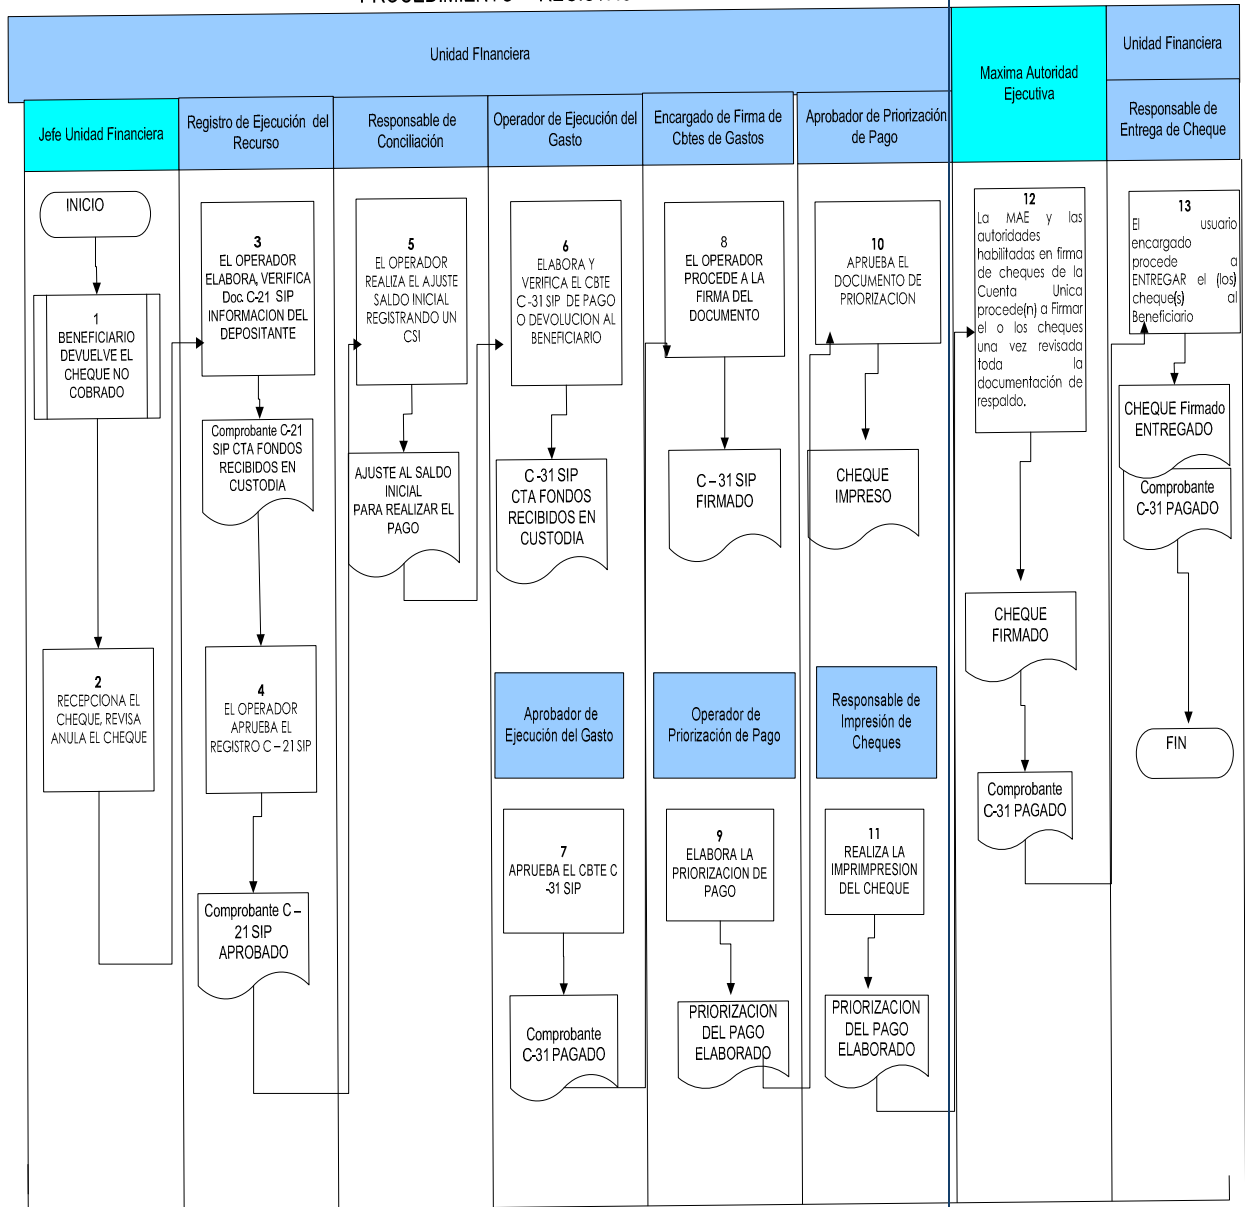 Unidad FInanciera
Maxima Autoridad
Ejecutiva
Unidad Financiera
Jefe Unidad Financiera
Registro de Ejecución del
Recurso
Responsable de
Conciliación
Operador de Ejecución del
Gasto
Encargado de Firma de
Cbtes de Gastos
Aprobador de Priorización
de Pago
Responsable de
Entrega de Cheque
INICIO
1
BENEFICIARIO
DEVUELVE EL
CHEQUE NO
COBRADO
2
RECEPCIONA EL
CHEQUE, REVISA
ANULA EL CHEQUE
3
EL OPERADOR
ELABORA, VERIFICA
Doc. C-21 SIP
INFORMACION DEL
DEPOSITANTE
Comprobante C-21
SIP CTA FONDOS
RECIBIDOS EN
CUSTODIA
4
EL OPERADOR
APRUEBA EL
REGISTRO C – 21 SIP
Comprobante C –
21 SIP
APROBADO
5
EL OPERADOR
REALIZA EL AJUSTE
SALDO INICIAL
REGISTRANDO UN
CSI
AJUSTE AL SALDO
INICIAL
PARA REALIZAR EL
PAGO
6
ELABORA Y
VERIFICA EL CBTE
C -31 SIP DE PAGO
O DEVOLUCION AL
BENEFICIARIO
C -31 SIP
CTA FONDOS
RECIBIDOS EN
CUSTODIA
Aprobador de
Ejecución del Gasto
7
APRUEBA EL CBTE C
-31 SIP
Comprobante
C-31 PAGADO
8
EL OPERADOR
PROCEDE A LA
FIRMA DEL
DOCUMENTO
C – 31 SIP
FIRMADO
Operador de
Priorización de Pago
9
ELABORA LA
PRIORIZACION DE
PAGO
PRIORIZACION
DEL PAGO
ELABORADO
10
APRUEBA EL
DOCUMENTO DE
PRIORIZACION
CHEQUE
IMPRESO
Responsable de
Impresión de
Cheques
11
REALIZA LA
IMPRIMPRESION
DEL CHEQUE
PRIORIZACION
DEL PAGO
ELABORADO
12
La MAE y las
autoridades
habilitadas en firma
de cheques de la
Cuenta Unica
procede(n) a Firmar
el o los cheques
una vez revisada
toda la
documentación de
respaldo.
CHEQUE
FIRMADO
Comprobante
C-31 PAGADO
13
El usuario
encargado
procede a
ENTREGAR el (los)
cheque(s) al
Beneficiario
CHEQUE Firmado
ENTREGADO
Comprobante
C-31 PAGADO
FIN